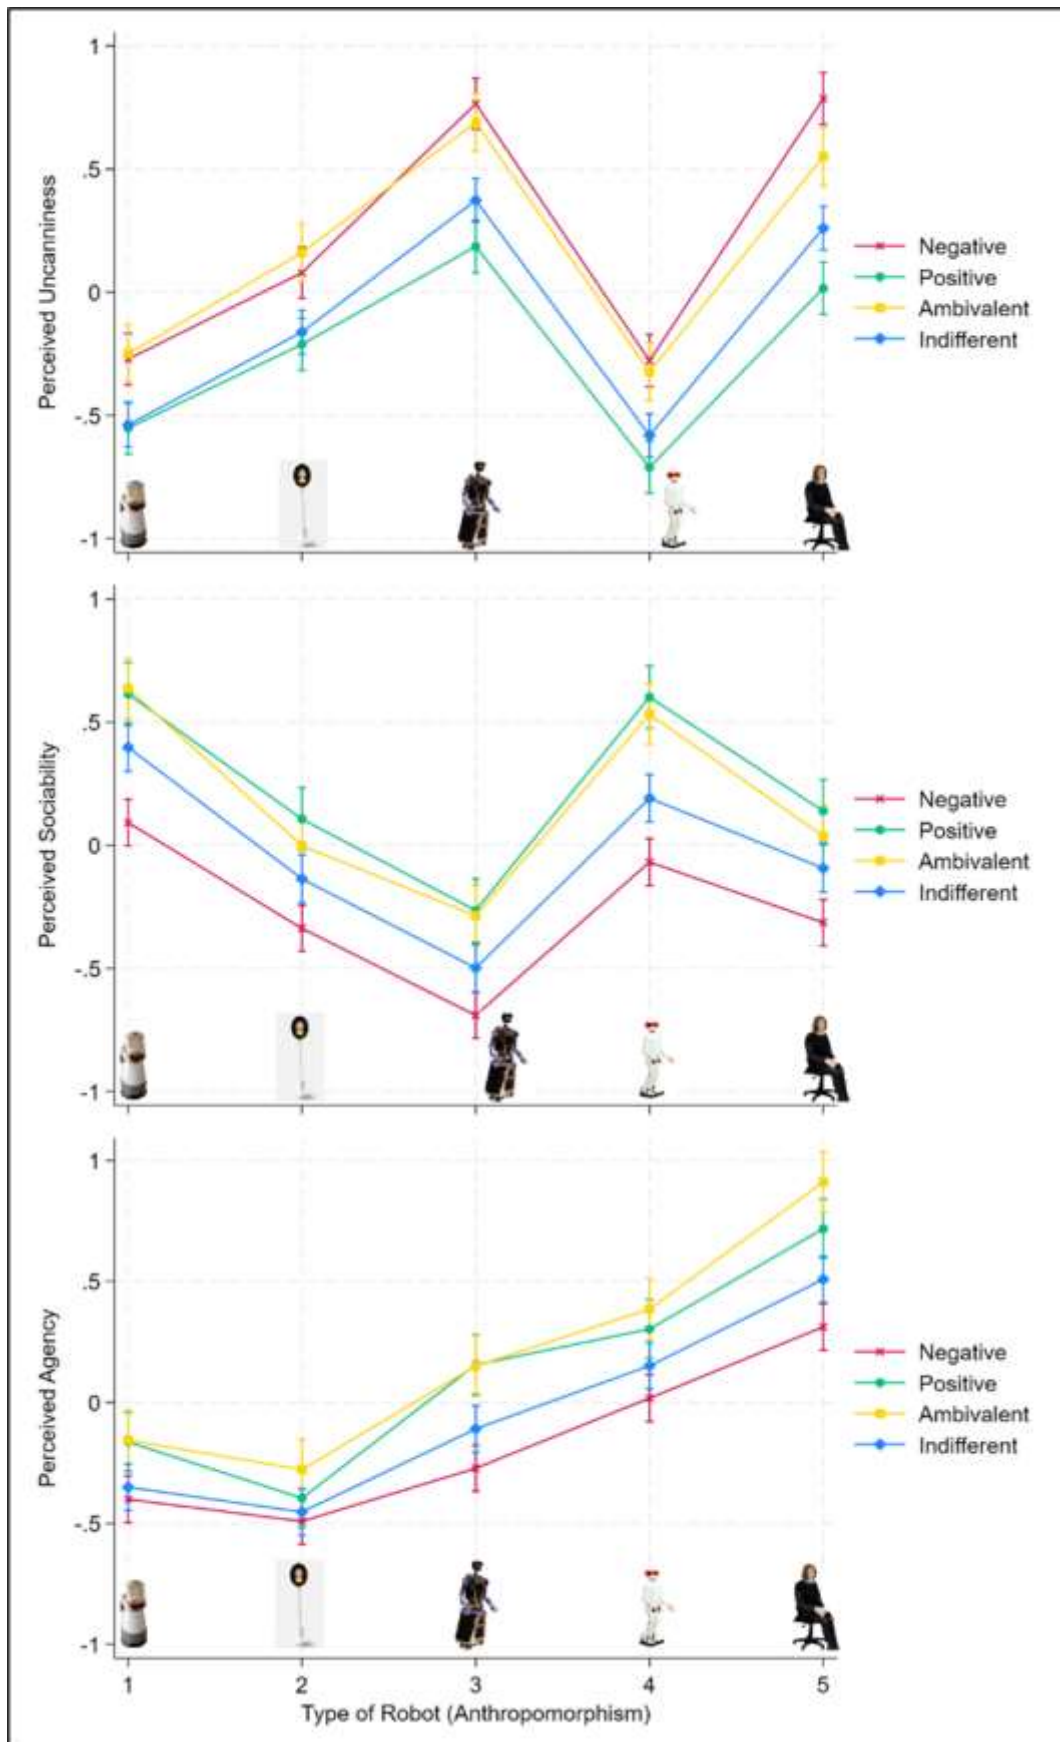 Perceived Uncanniness
1
.5
0
-.5
-1
Negative
Positive
Ambivalent
Indifferent
Perceived Sociability
1
.5
0
-.5
-1
Negative
Positive
Ambivalent
Indifferent
Perceived Agency
1
.5
0
-.5
-1
Negative
Positive
Ambivalent
Indifferent
1 2 3 4 5
Type of Robot (Anthropomorphism)